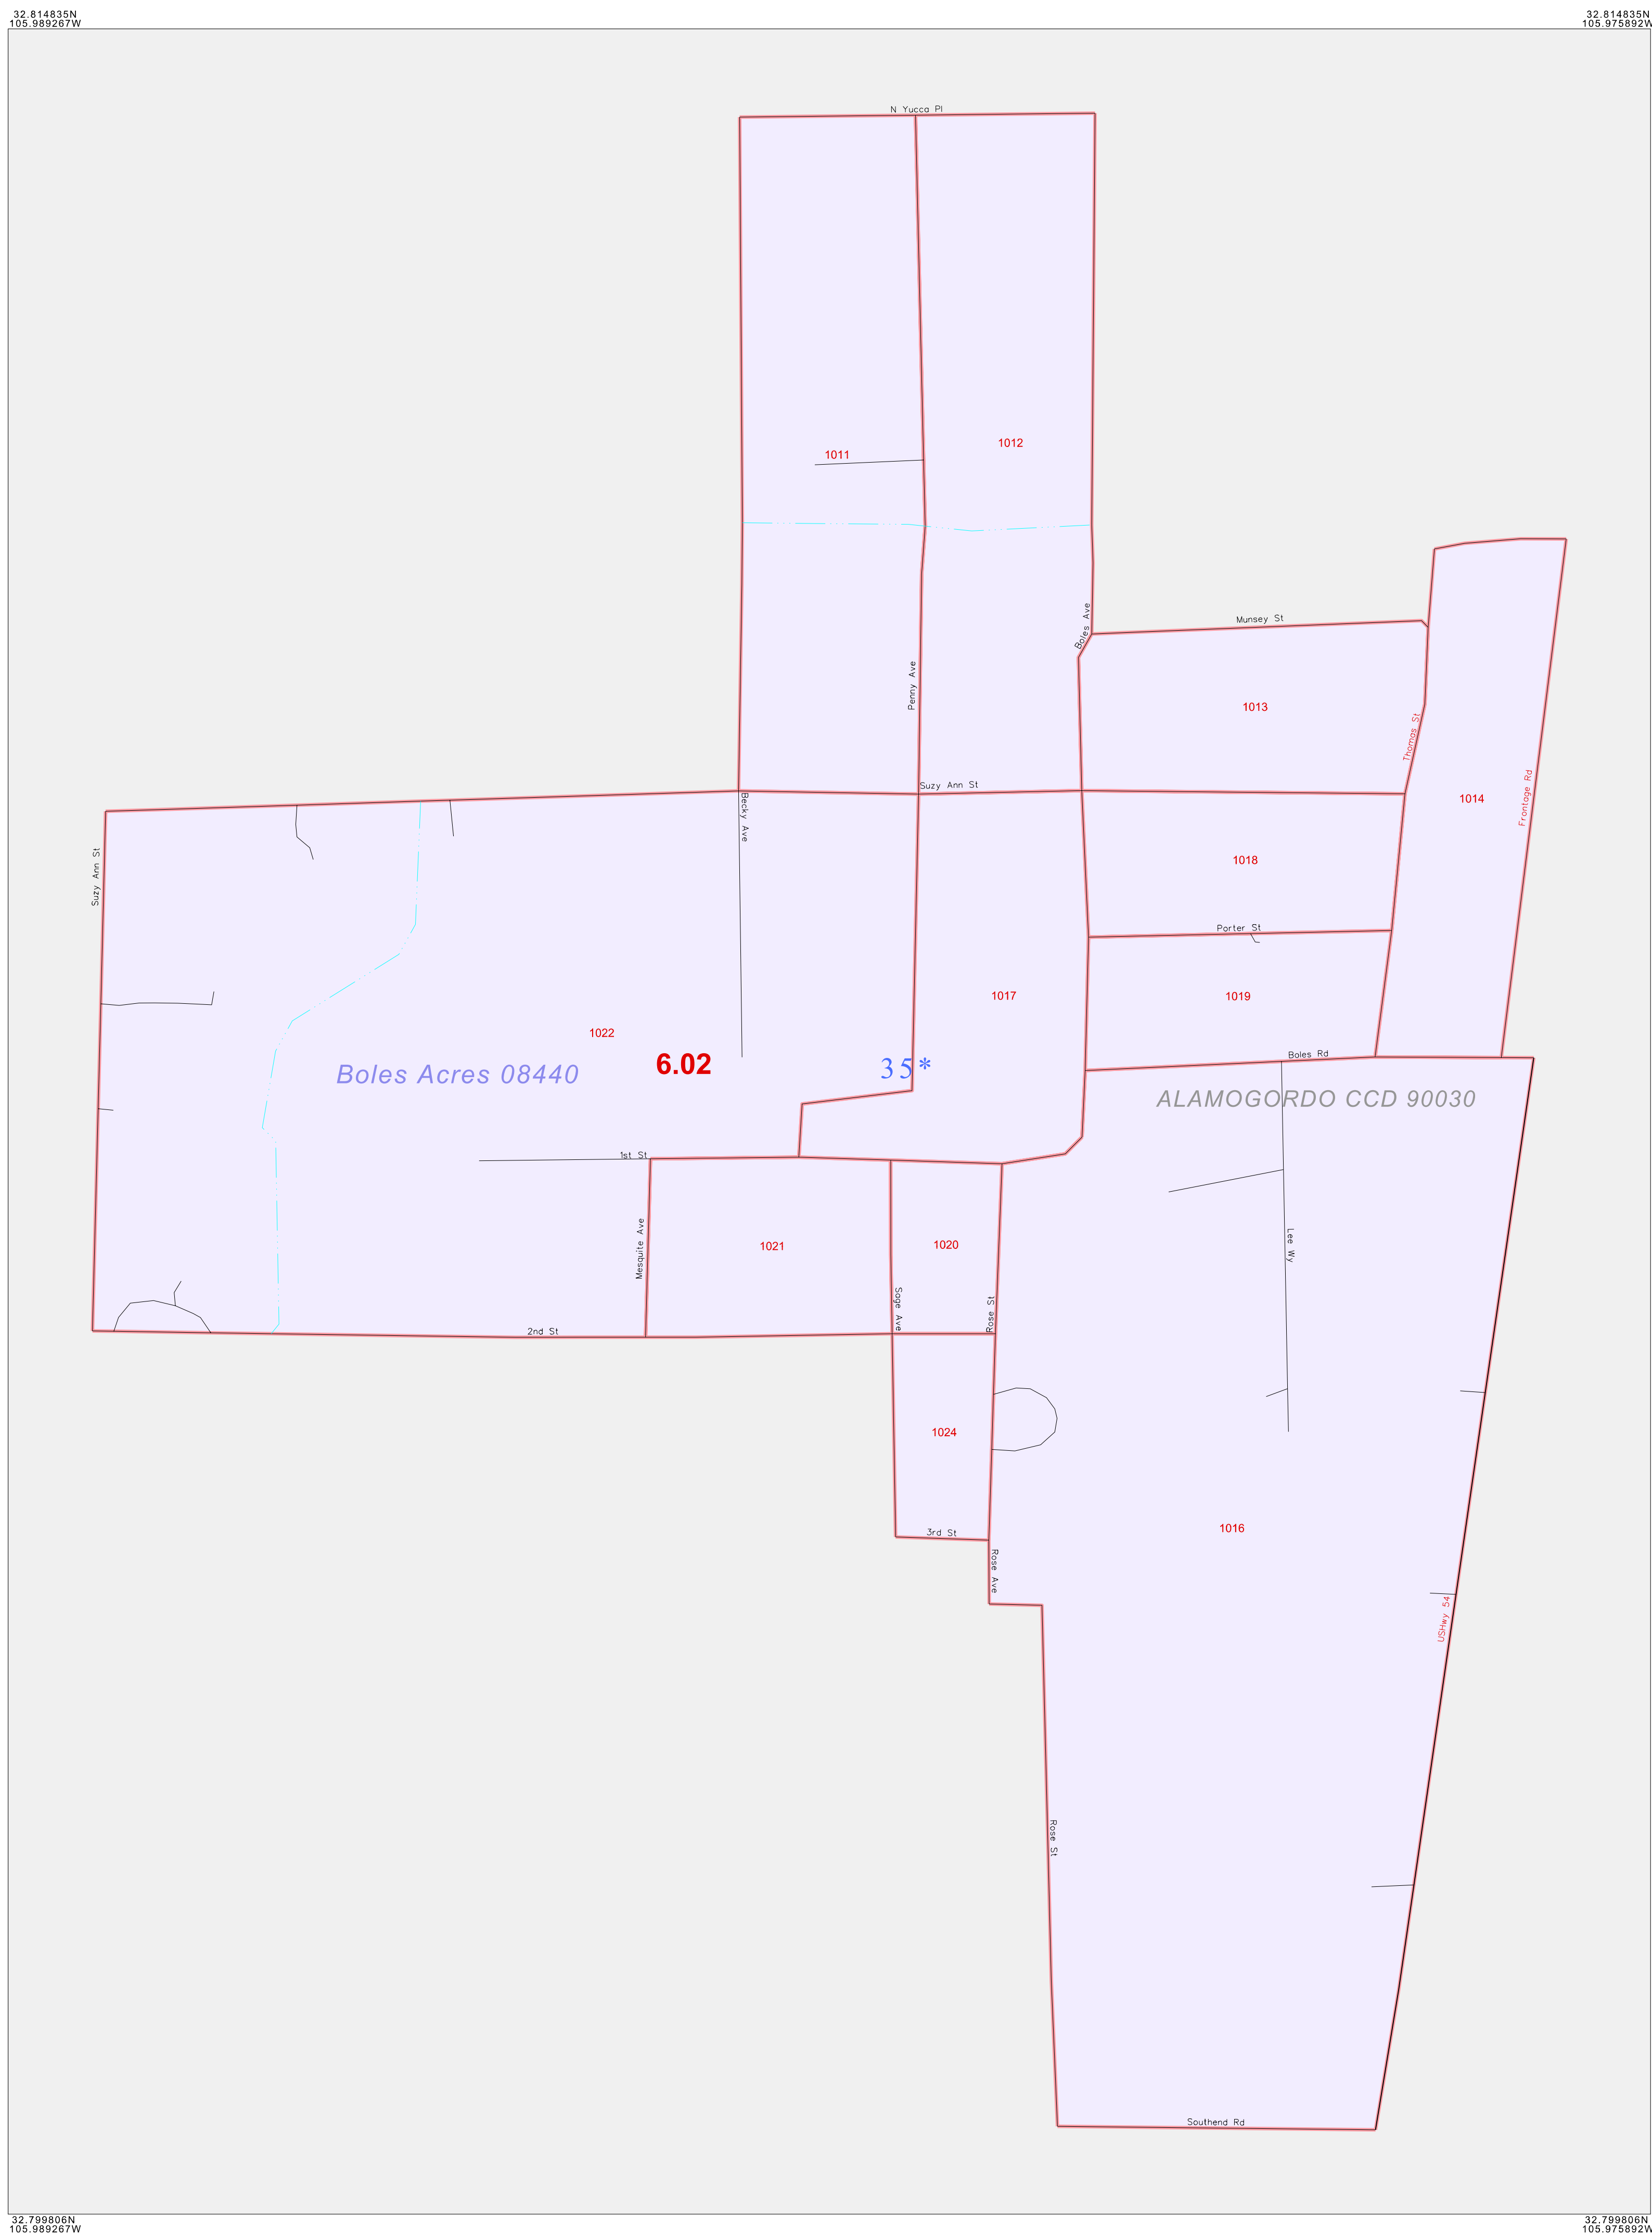 32.814835N
105.989267W
32.814835N
105.975892W
N Yucca Pl
1012
1011
Boles Ave
Munsey St
Penny Ave
1013
Thomas St
Suzy Ann St
1014
Frontage Rd
Becky Ave
Suzy Ann St
1018
Porter St
1017
1019
1022
Boles Rd
6.02
35*
Boles Acres 08440
ALAMOGORDO CCD 90030
1st St
Mesquite Ave
1021
1020
Lee Wy
Sage Ave
Rose St
2nd St
1024
3rd St
1016
Rose Ave
USHwy 54
Rose St
Southend Rd
32.799806N
105.989267W
32.799806N
105.975892W